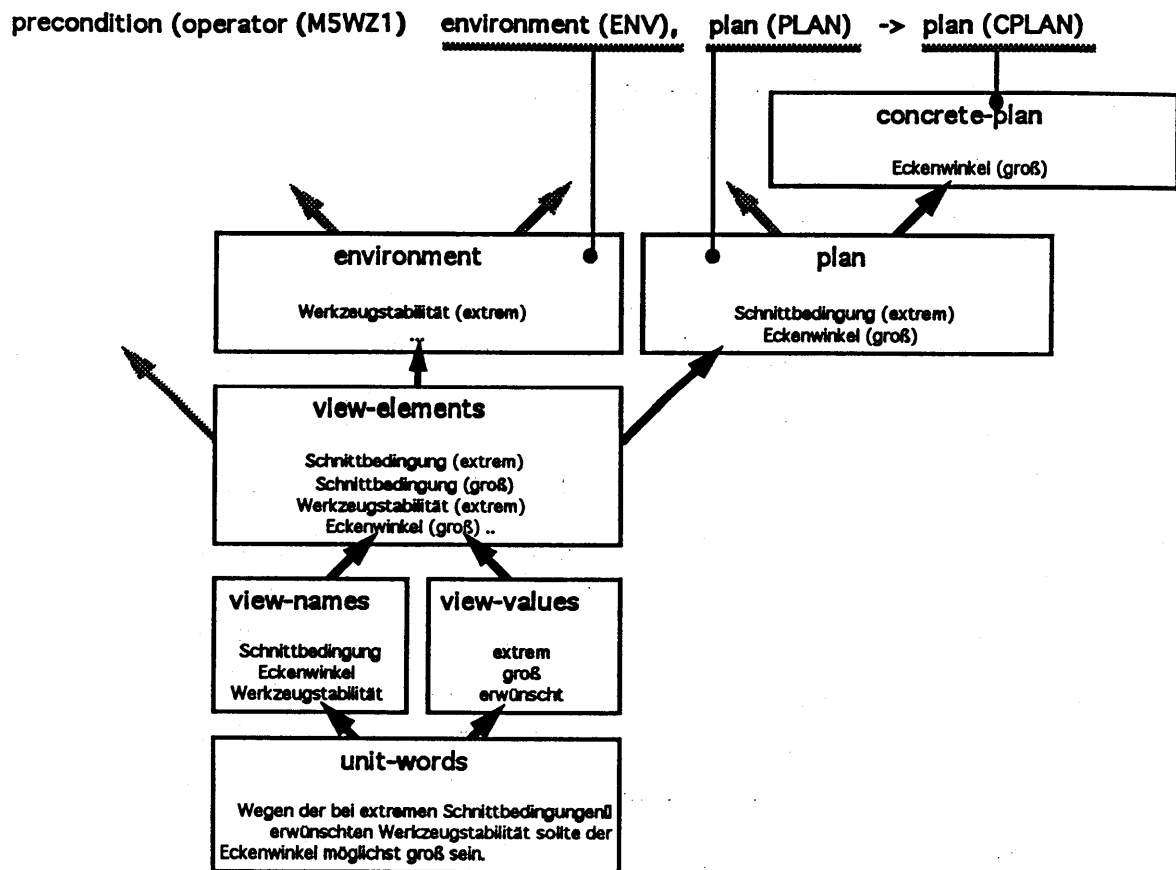 precondition (operator (M5WZ1) environment (ENV), plan (PLAN) -> plan (CPLAN)
concrete-plan
Eckenwinkel (groß)
environment
Werkzeugstabilität (extrem)
...
plan
Schnittbedingung (extrem)
Eckenwinkel (groß)
view-elements
Schnittbedingung (extrem)
Schnittbedingung (groß)
Werkzeugstabilität (extrem)
Eckenwinkel (groß) ..
view-names
Schnittbedingung
Eckenwinkel
Werkzeugstabilität
view-values
extrem
groß
erwünscht
unit-words
Wegen der bei extremen Schnittbedingungen
erwünschten Werkzeugstabilität sollte der
Eckenwinkel möglichst groß sein.